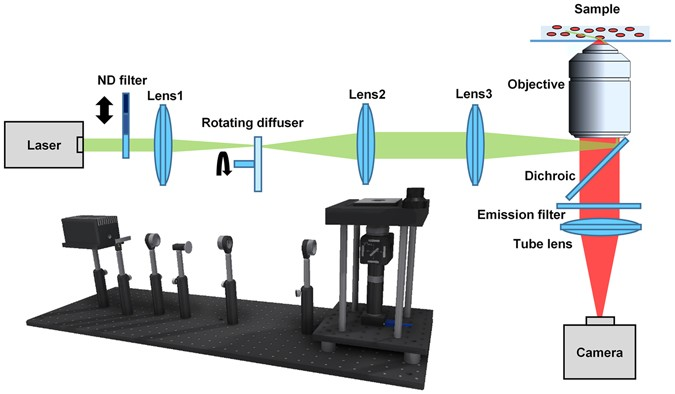 Sample
ND filter
Lens1
Lens2
Lens3
Objective
Rotating diffuser
Laser
Dichroic
Emission filter
Tube lens
Camera